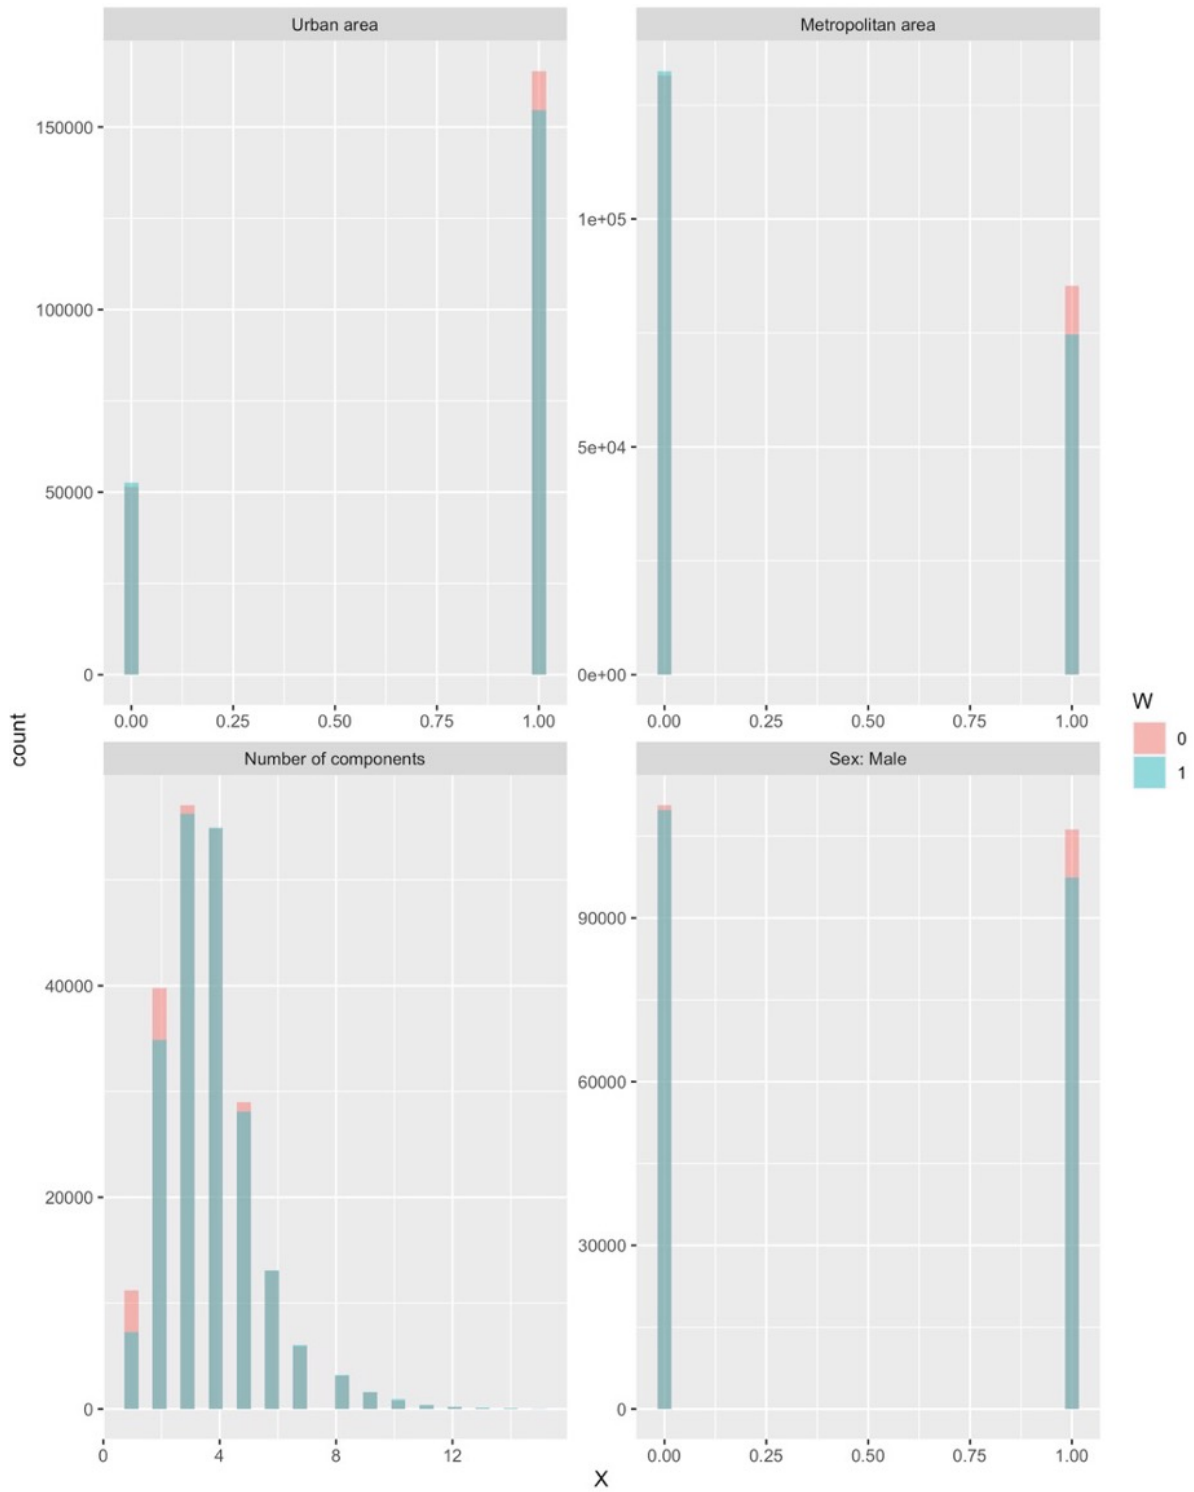 Urban area
Metropolitan area
150000
100000
50000
0
1e+05
5e+04
0e+00
0.00 0.25 0.50 0.75 1.00
0.00 0.25 0.50 0.75 1.00
count
W
0
1
Number of components
Sex: Male
40000
20000
0
90000
60000
30000
0
0 4 8 12
0.00 0.25 0.50 0.75 1.00
X